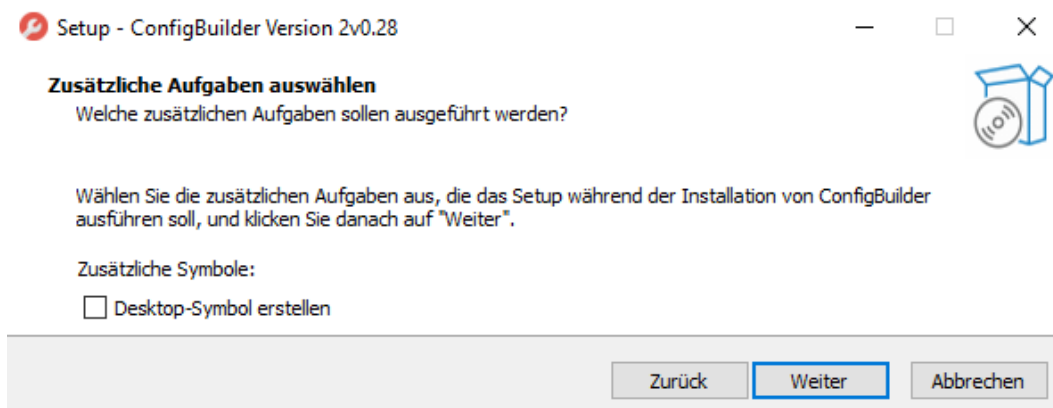 Setup - ConfigBuilder Version 2v0.28
Zusätzliche Aufgaben auswählen
Welche zusätzlichen Aufgaben sollen ausgeführt werden?
Wählen Sie die zusätzlichen Aufgaben aus, die das Setup während der Installation von ConfigBuilder
ausführen soll, und klicken Sie danach auf "Weiter".
Zusätzliche Symbole:
Desktop-Symbol erstellen
Zurück Weiter Abbrechen